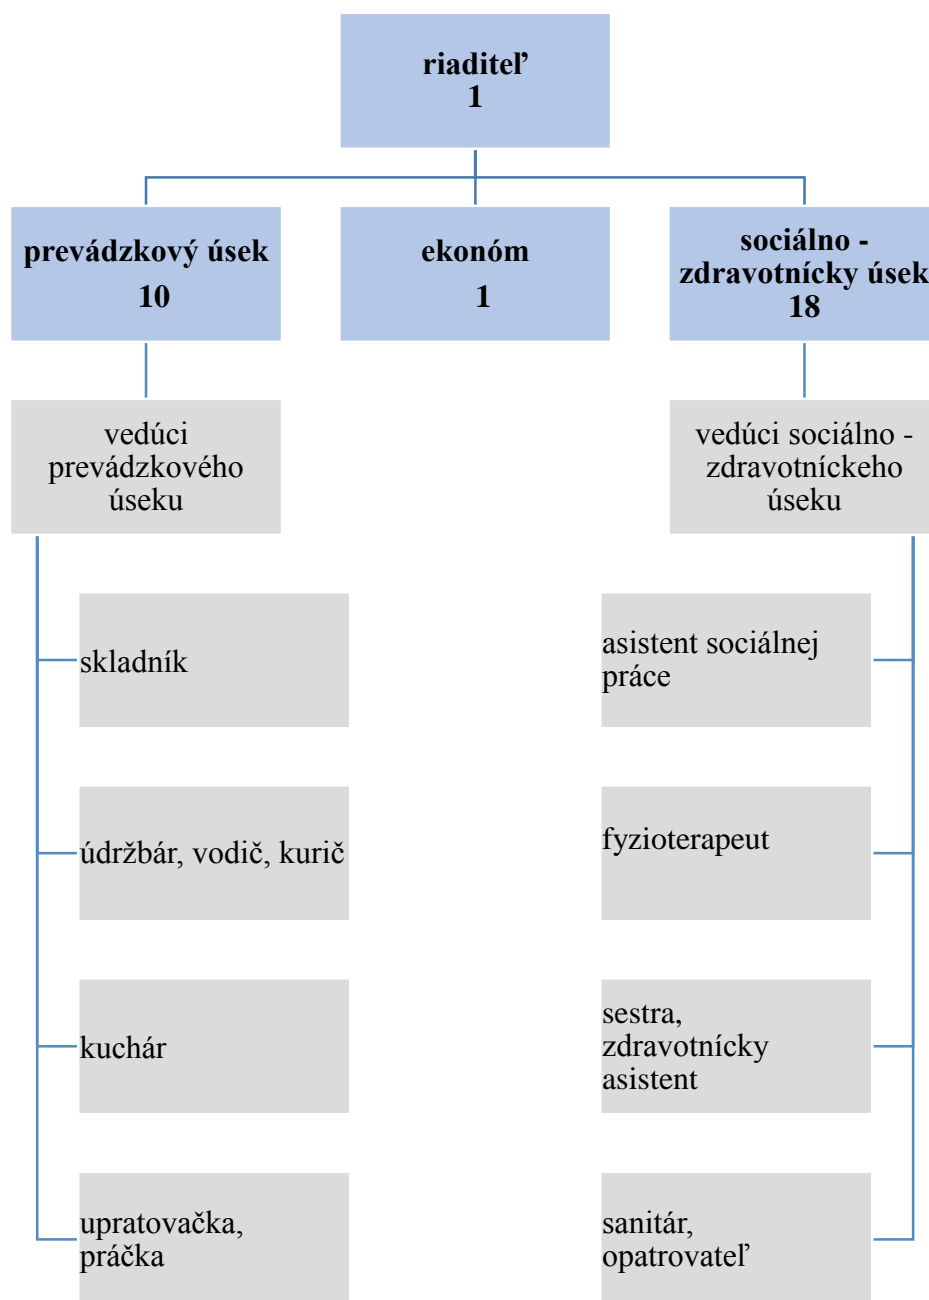 riaditeľ
1
prevádzkový úsek
10
ekonóm
1
sociálno -
zdravotnícky úsek
18
vedúci
prevádzkového
úseku
vedúci sociálno -
zdravotníckeho
úseku
skladník
údržbár, vodič, kurič
kuchár
upratovačka,
práčka
asistent sociálnej
práce
fyzioterapeut
sestra,
zdravotnícky
asistent
sanitár,
opatrovateľ